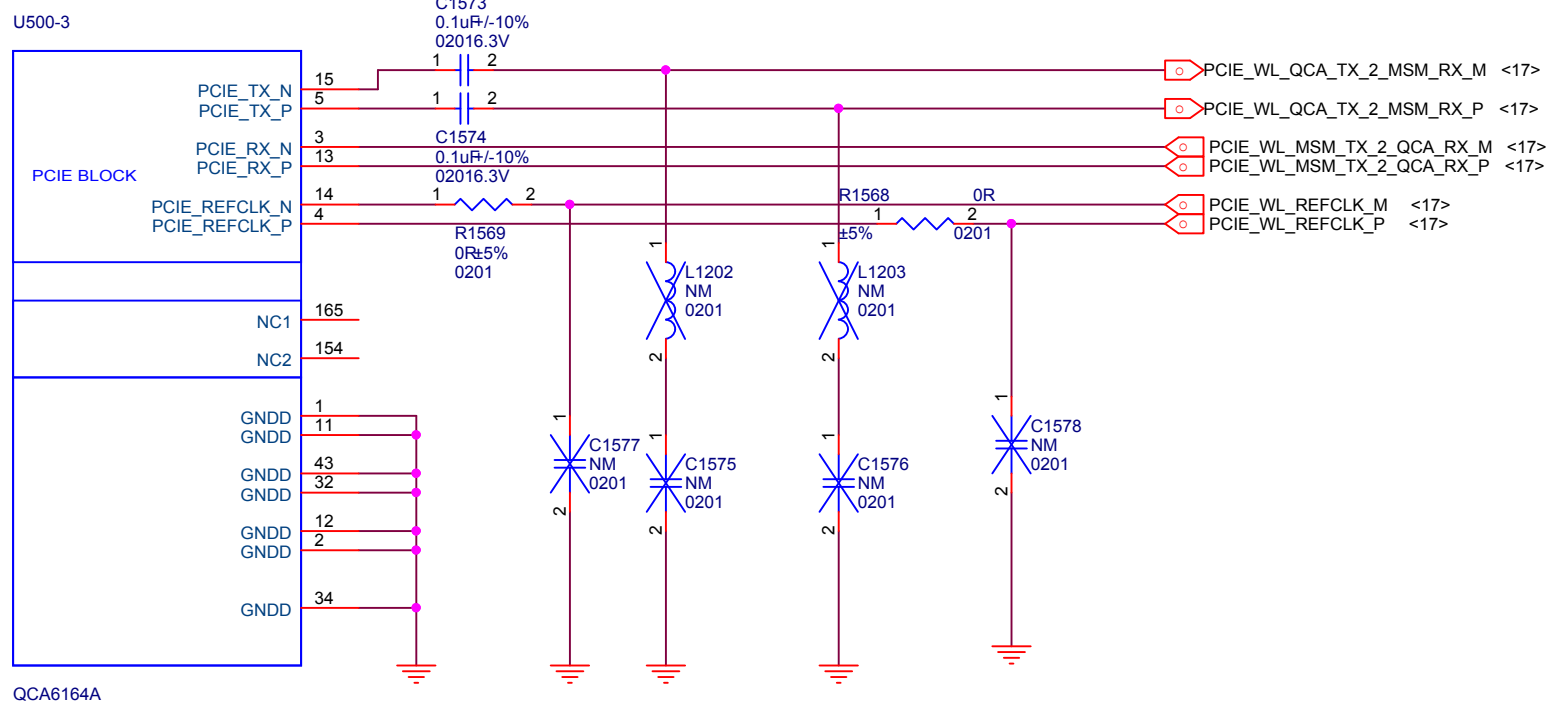 C1573
U500-3
0.1uF+/-10%
02016.3V
1 2
15
PCIE_TX_N
PCIE_WL_QCA_TX_2_MSM_RX_M <17>
5
PCIE_TX_P
1 2
PCIE_WL_QCA_TX_2_MSM_RX_P <17>
C1574
0.1uF+/-10%
02016.3V
3
PCIE_RX_N
PCIE_WL_MSM_TX_2_QCA_RX_M <17>
13
PCIE_RX_P
PCIE_WL_MSM_TX_2_QCA_RX_P <17>
PCIE BLOCK
14
PCIE_REFCLK_N
1 2
PCIE_WL_REFCLK_M <17>
4
PCIE_REFCLK_P
PCIE_WL_REFCLK_P <17>
R1569
0R±5%
0201
R1568 0R
1 2
±5% 0201
1
L1202
NM
0201
2
1
L1203
NM
0201
2
165
NC1
154
NC2
1
GNDD
11
GNDD
43
GNDD
32
GNDD
12
GNDD
2
GNDD
34
GNDD
1
C1577
NM
0201
2
1
C1575
NM
0201
2
1
C1576
NM
0201
2
1
C1578
NM
0201
2
QCA6164A